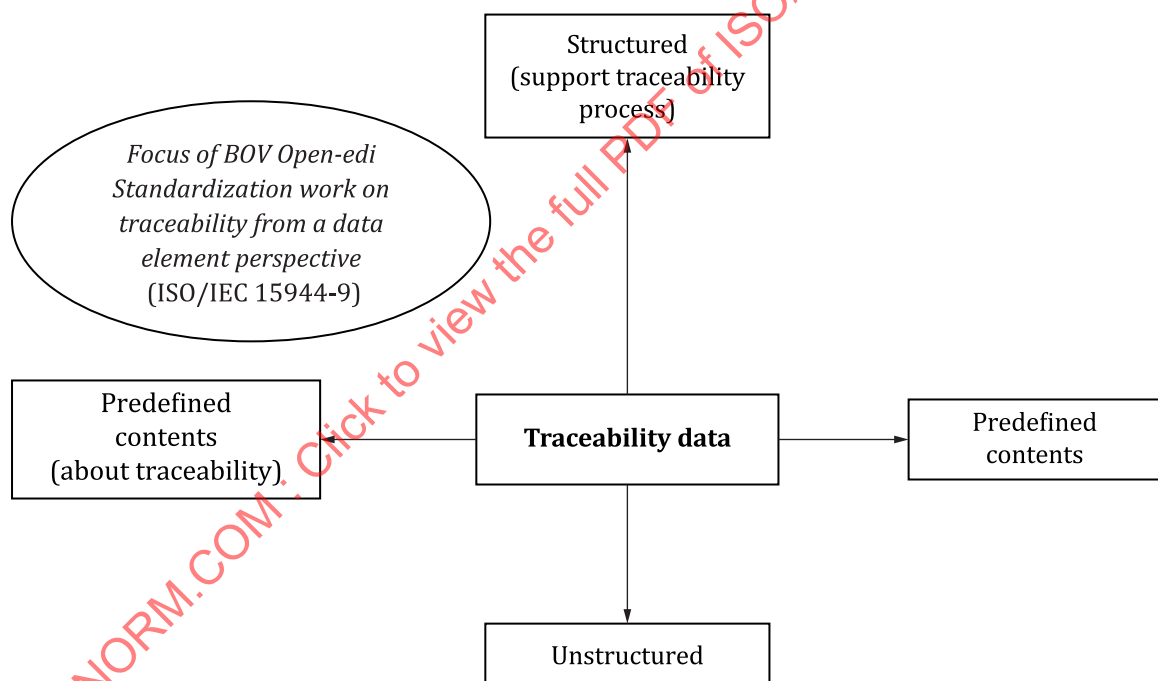 Structured
(support traceability
process)
Focus of BOV Open-edi
Standardization work on
traceability from a data
element perspective
(ISO/IEC 15944-9)
Predefined
contents
(about traceability)
Traceability data
Predefined
contents
Unstructured
NORM.COM : Click to view the full PDF of ISO